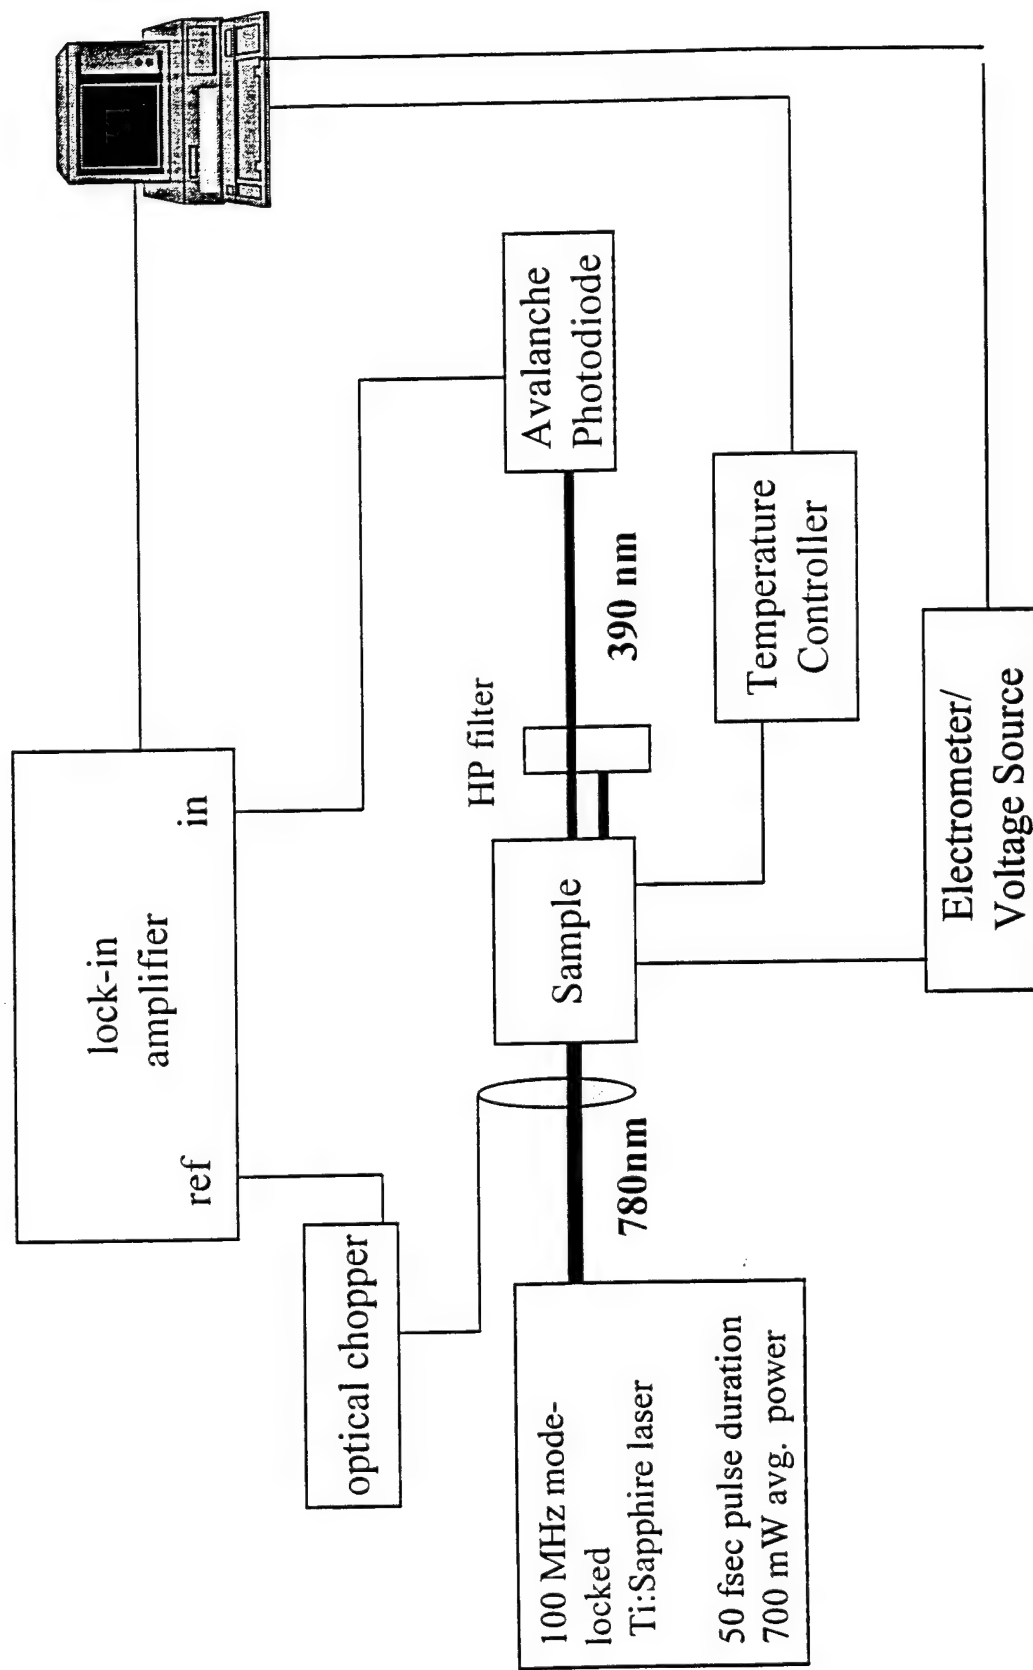 lock-in
amplifier
ref
in
optical chopper
HP filter
Avalanche
Photodiode
Sample
780nm
390 nm
100 MHz mode-
locked
Ti:Sapphire laser
50 fsec pulse duration
700 mW avg. power
Temperature
Controller
Electrometer/
Voltage Source